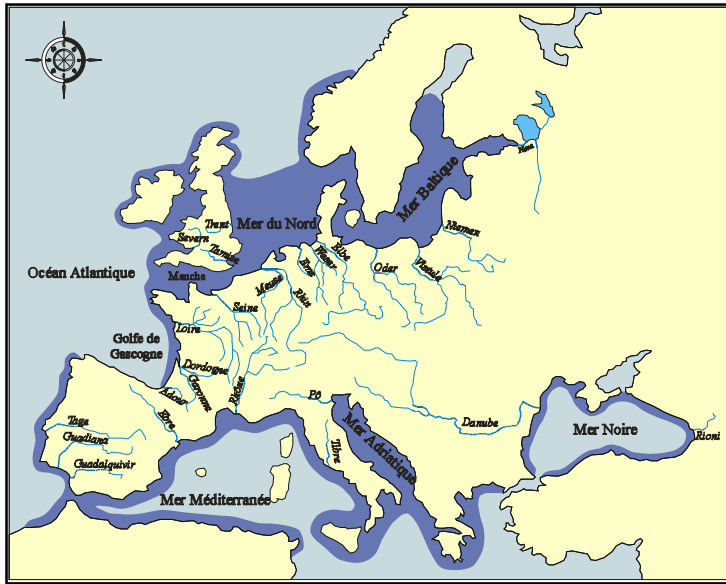 Neva
Mer Baltique
Niemen
Trent
Mer du Nord
Savern
Tamise
Elbe
Weser
Ems
Oder
Vistule
Océan Atlantique
Manche
Meuse
Rhin
Seine
Loire
Golfe de
Gascogne
Dordogne
Garonne
Adour
Rhône
Pô
Ebre
Danube
Mer Noire
Rioni
Tage
Guadiana
Guadalquivir
Tibre
Mer Adriatique
Mer Méditerranée